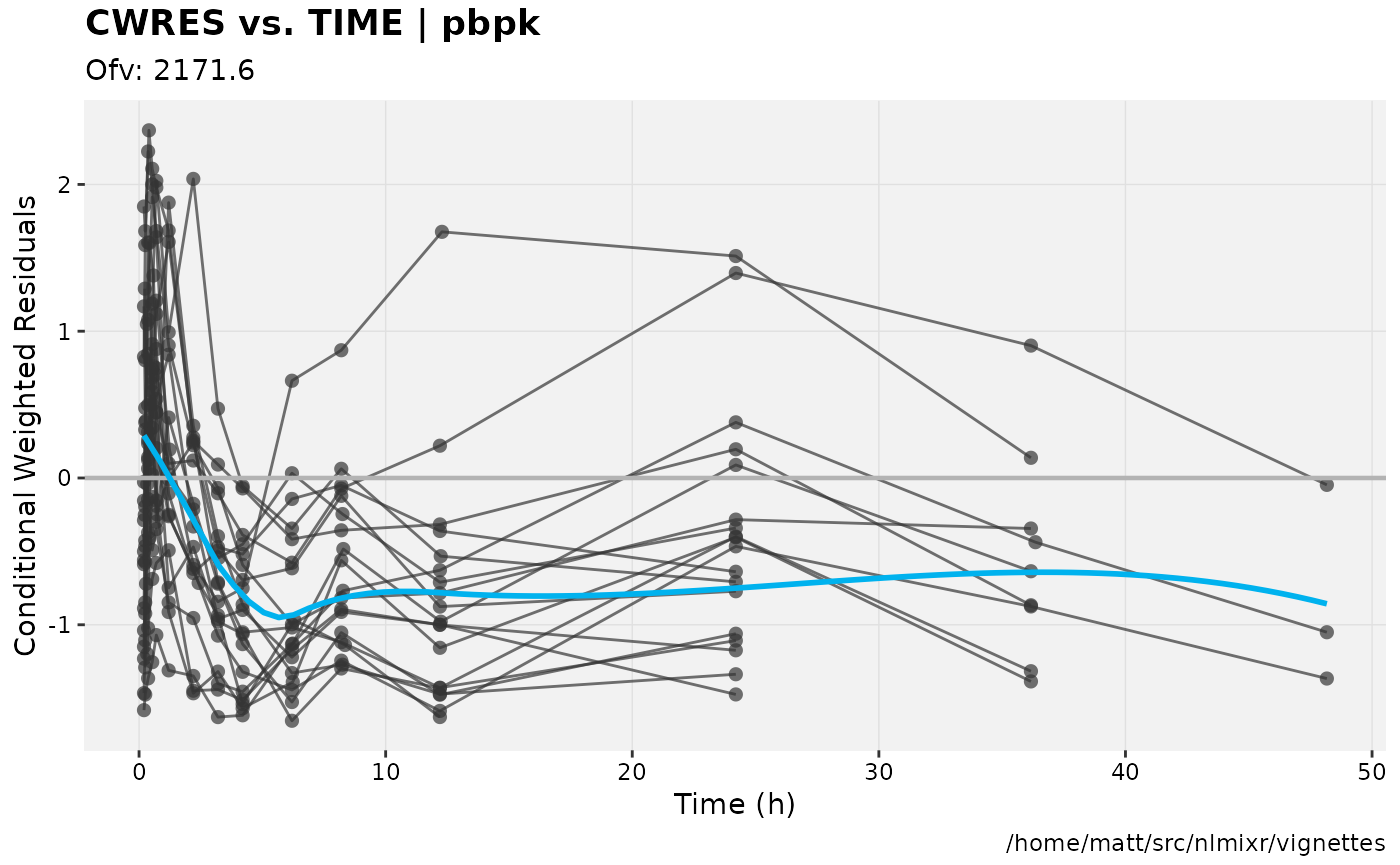 CWRES vs. TIME | pbpk
Ofv: 2171.6
Conditional Weighted Residuals
2
1
0
-1
0 10 20 30 40 50
Time (h)
/home/matt/src/nlmixr/vignettes